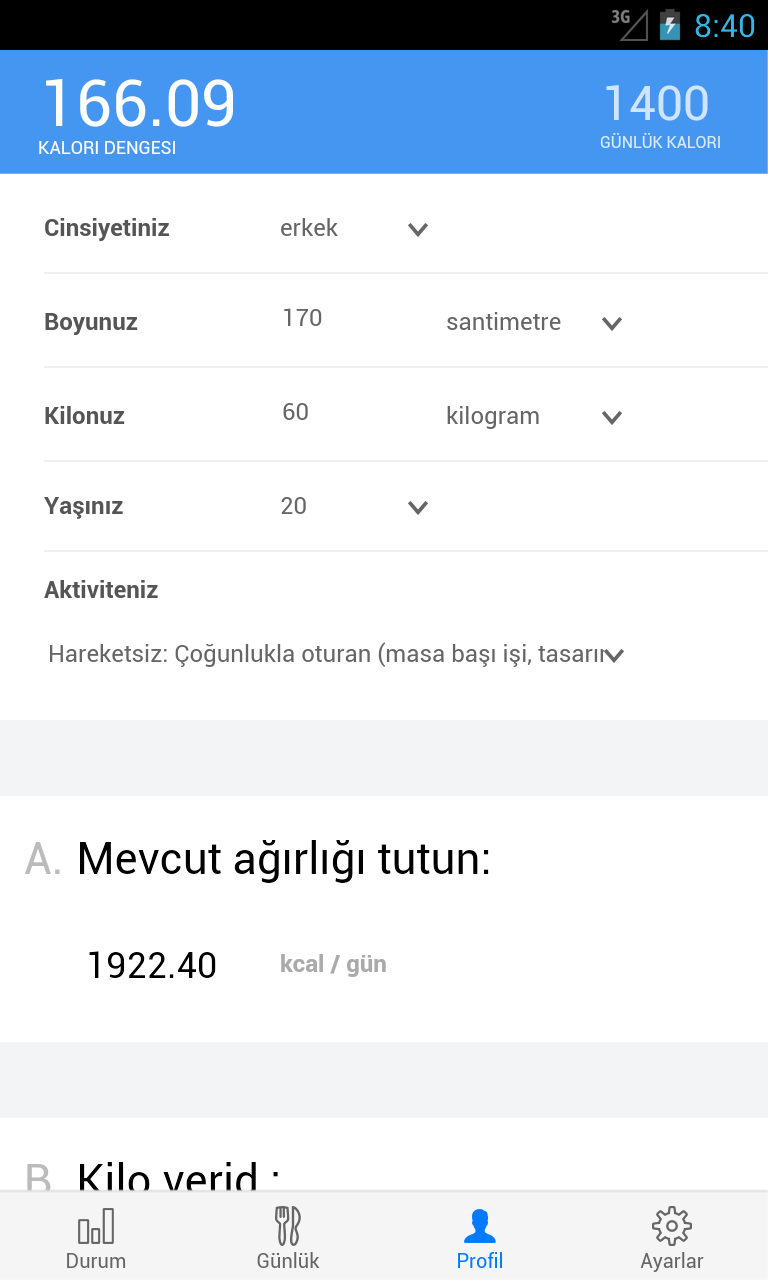 3G 8:40
166.09 1400
KALORI DENGESI GÜNLÜK KALORI
Cinsiyetiniz erkek
Boyunuz 170 santimetre
Kilonuz 60 kilogram
Yaşınız 20
Aktiviteniz
Hareketsiz: Çoğunlukla oturan (masa başı işi, tasarır
A. Mevcut ağırlığı tutun:
1922.40 kcal / gün
B. Kilo verid :
Durum Günlük Profil Ayarlar